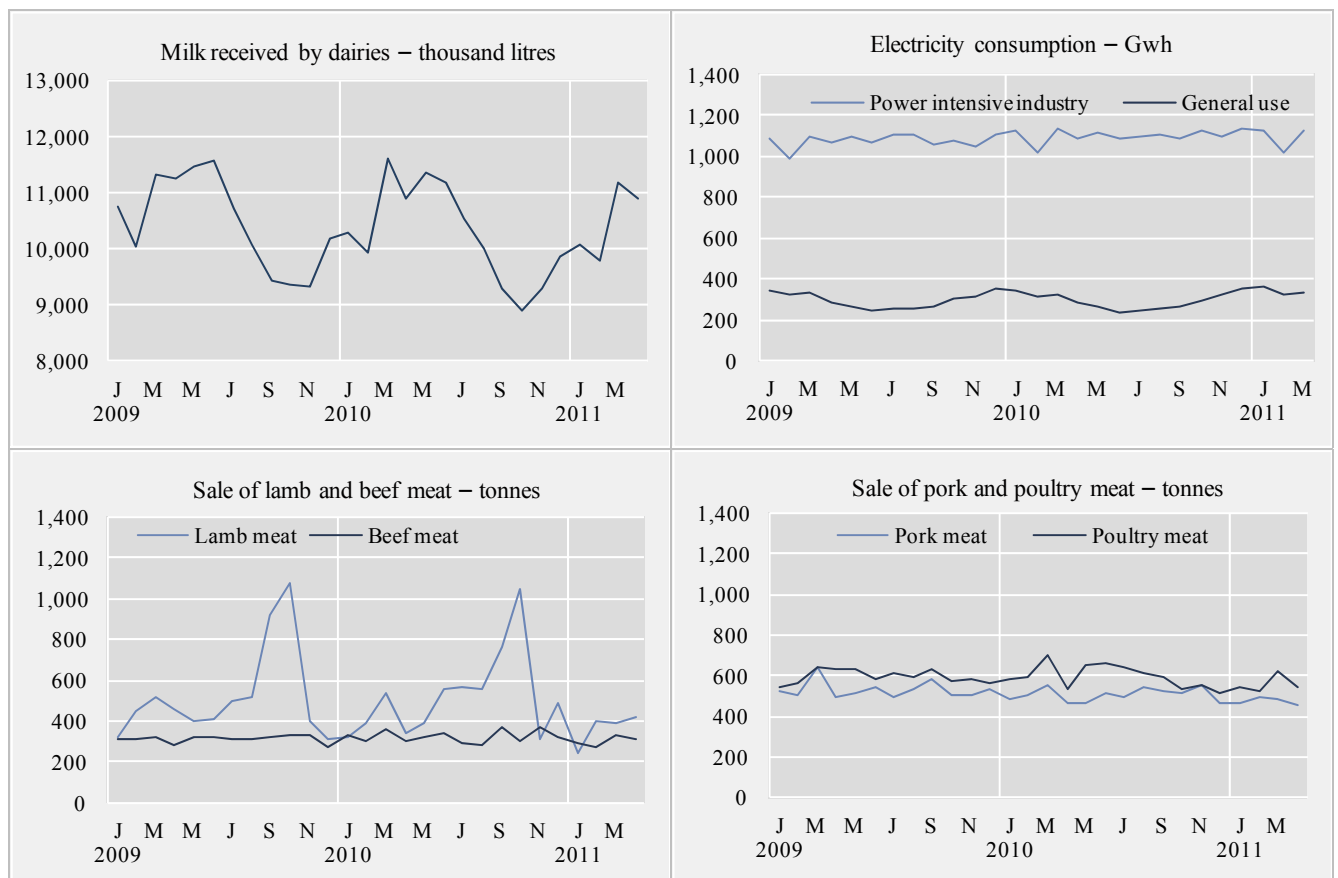 Milk received by dairies – thousand litres
13,000
12,000
11,000
10,000
9,000
8,000
J M M J S N J M M J S N J M
2009 2010 2011
Electricity consumption – Gwh
1,400
Power intensive industry General use
1,200
1,000
800
600
400
200
0
J M M J S N J M M J S N J M
2009 2010 2011
Sale of lamb and beef meat – tonnes
1,400
Lamb meat Beef meat
1,200
1,000
800
600
400
200
0
J M M J S N J M M J S N J M
2009 2010 2011
Sale of pork and poultry meat – tonnes
1,400
Pork meat Poultry meat
1,200
1,000
800
600
400
200
0
J M M J S N J M M J S N J M
2009 2010 2011